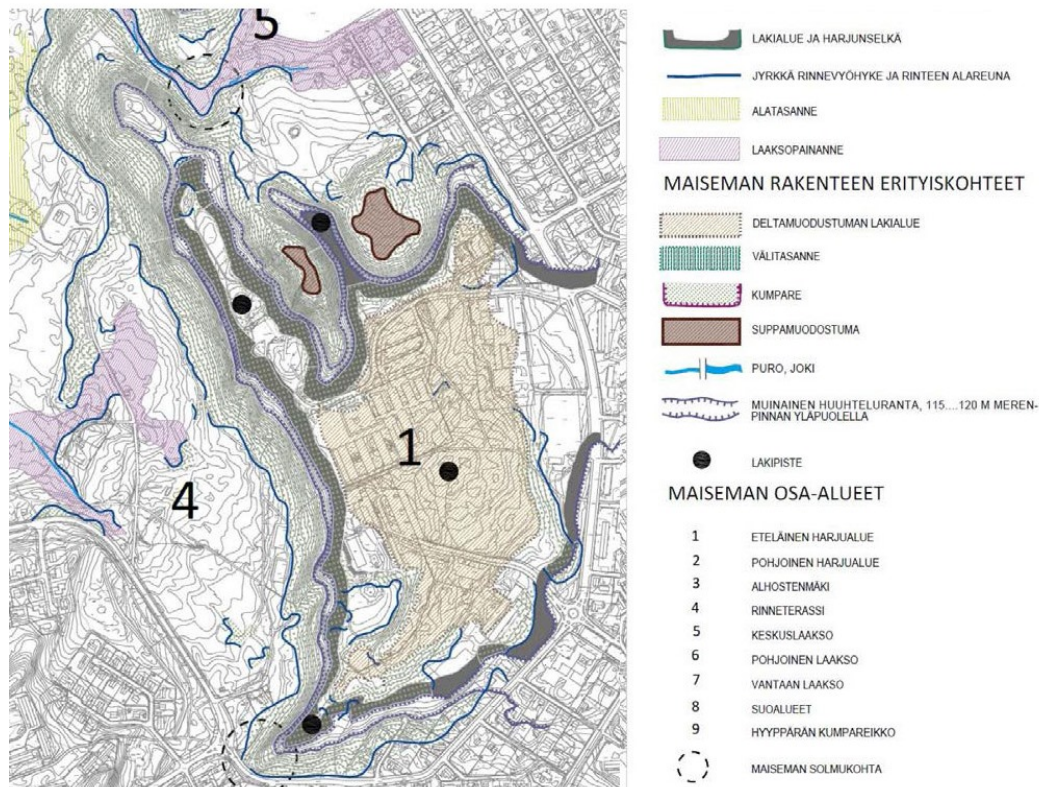 5
1
4
LAKIALUE JA HARJUNSELKÄ
JYRKKÄ RINNEVYÖHYKE JA RINTEEN ALAREUNA
ALATASANNE
LAAKSOPAINANNE
MAISEMAN RAKENTEEN ERITYISKOHTEET
DELTAMUODOSTUMAN LAKIALUE
VÄLITASANNE
KUMPARE
SUPPAMUODOSTUMA
PURO, JOKI
MUINAINEN HUUHTELURANTA, 115....120 M MEREN-
PINNAN YLÄPUOLELLA
LAKIPISTE
MAISEMAN OSA-ALUEET
1 ETELÄINEN HARJUALUE
2 POHJOINEN HARJUALUE
3 ALHOSTENMÄKI
4 RINNETERASSI
5 KESKUSLAAKSO
6 POHJOINEN LAAKSO
7 VANTAAN LAAKSO
8 SUOALUEET
9 HYYPPÄRÄN KUMPAREIKKO
MAISEMAN SOLMUKOHTA